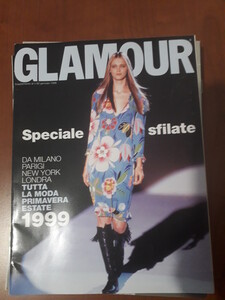 GLAMOUR
Speciale sfilate
DA MILANO
PARIGI
NEW YORK
LONDRA
TUTTA
LA MODA
PRIMAVERA
ESTATE
1999